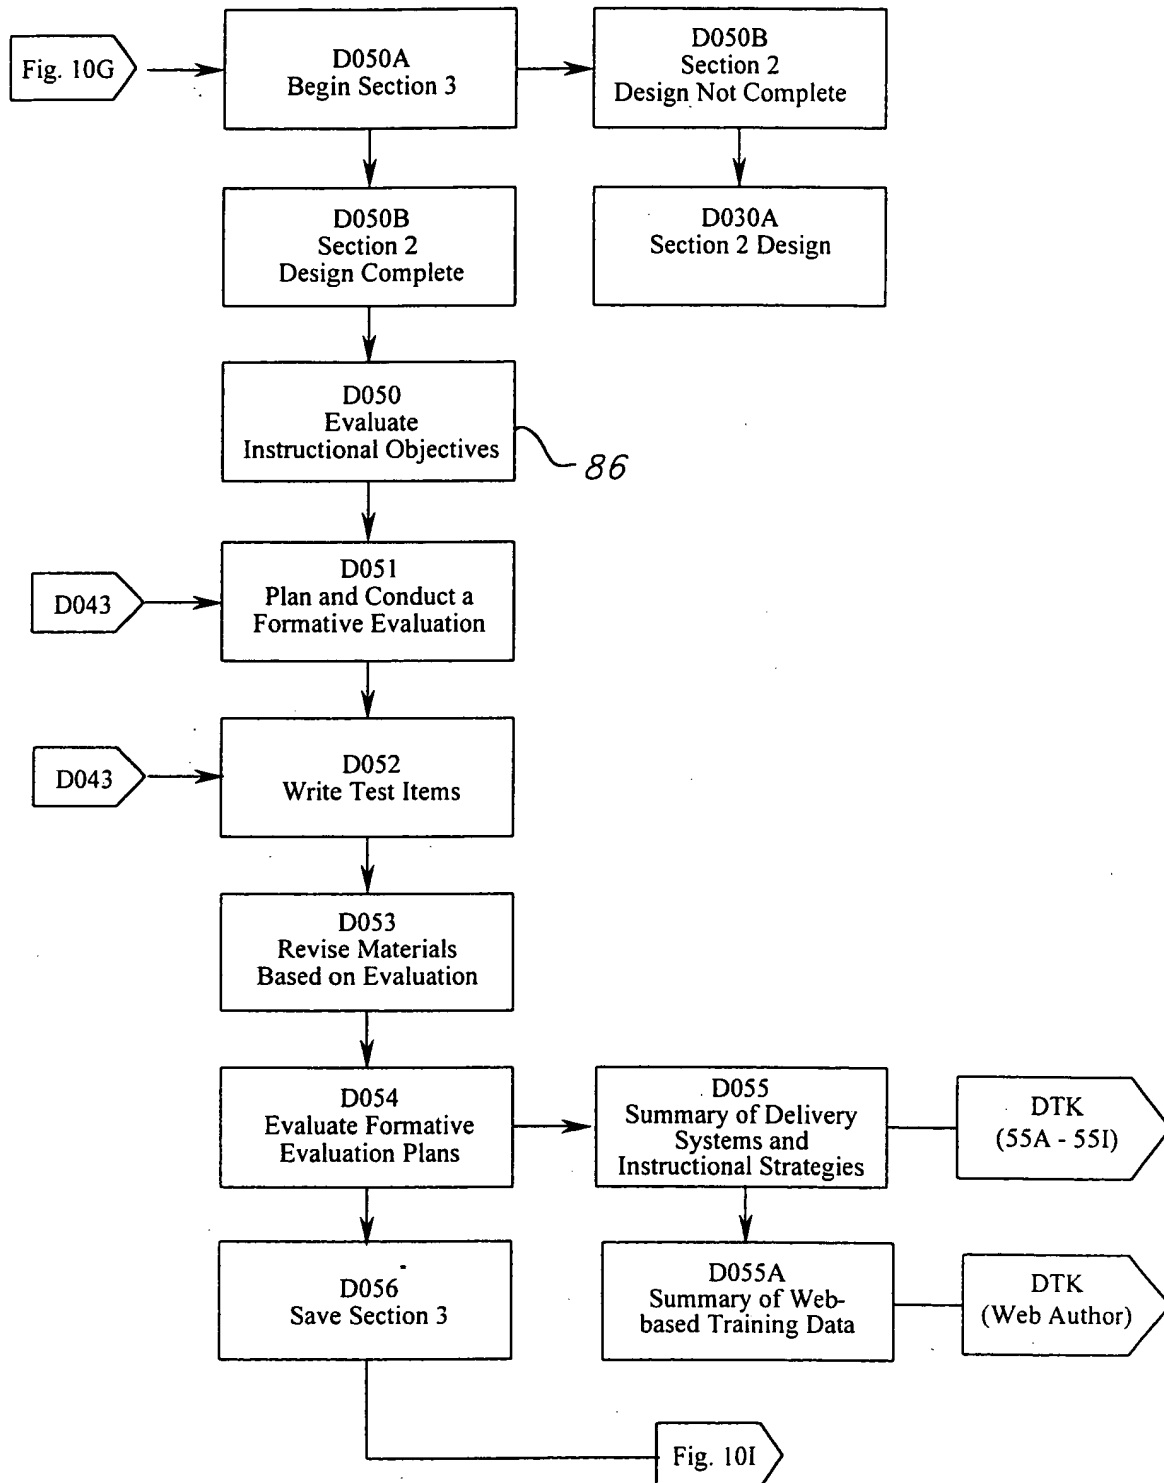 Fig. 10G
D050A
Begin Section 3
D050B
Section 2
Design Not Complete
D050B
Section 2
Design Complete
D030A
Section 2 Design
D050
Evaluate
Instructional Objectives
86
D043
D051
Plan and Conduct a
Formative Evaluation
D043
D052
Write Test Items
D053
Revise Materials
Based on Evaluation
D054
Evaluate Formative
Evaluation Plans
D055
Summary of Delivery
Systems and
Instructional Strategies
DTK
(55A - 55I)
D056
Save Section 3
D055A
Summary of Web-
based Training Data
DTK
(Web Author)
Fig. 10I